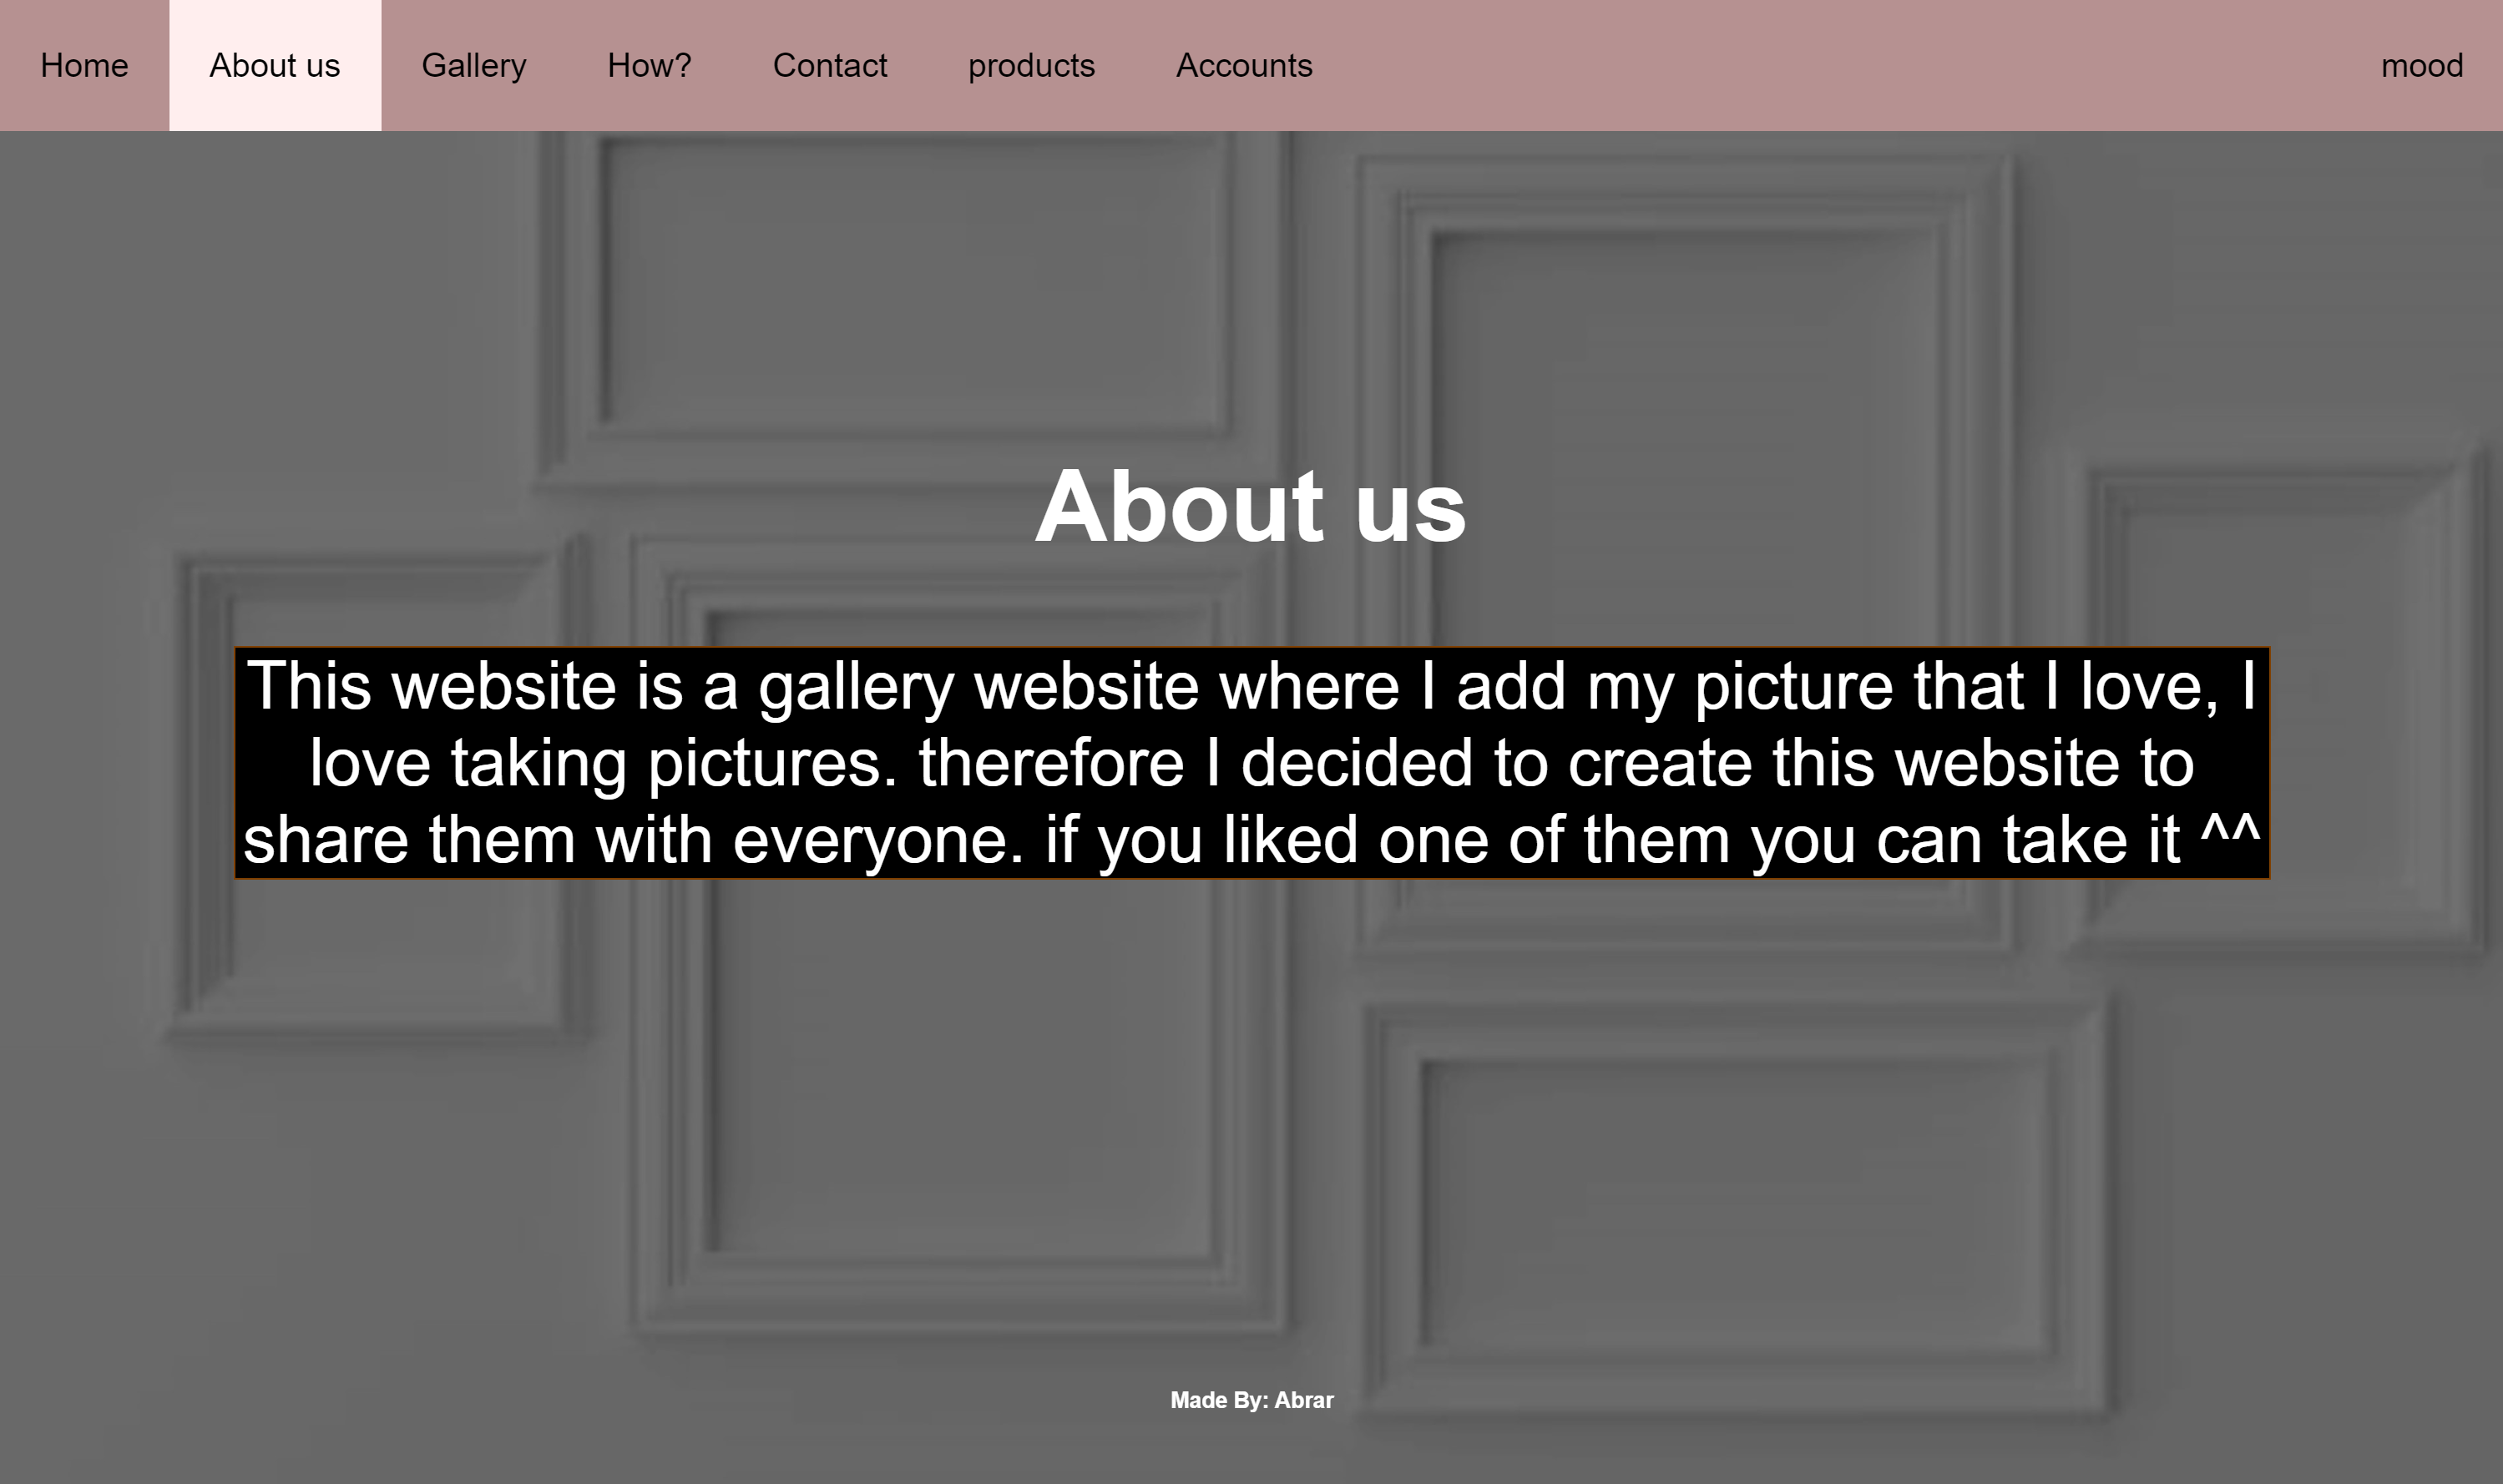 Home About us Gallery How? Contact products Accounts mood
About us
This website is a gallery website where I add my picture that I love, I
love taking pictures. therefore I decided to create this website to
share them with everyone. if you liked one of them you can take it ^^
Made By: Abrar